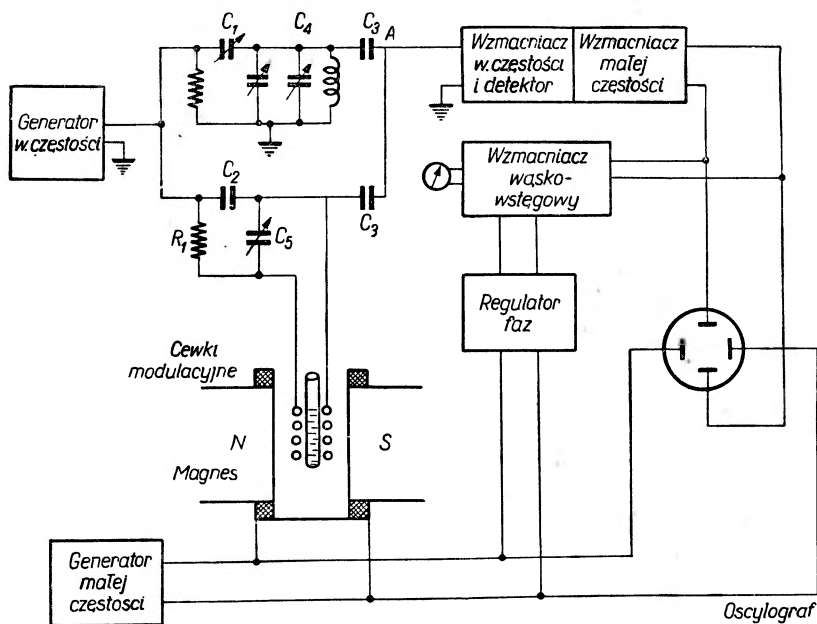 C₁
C₄
C₃
A
Wzmacniacz
w. częstości
i detektor
Wzmacniacz
małej
częstości
Generator
w. częstości
C₂
C₃
R₁
C₅
Wzmacniacz
wąsko-
wstęgowy
Regulator
faz
Cewki
modulacyjne
N
S
Magnes
Generator
małej
częstosci
Oscylograf